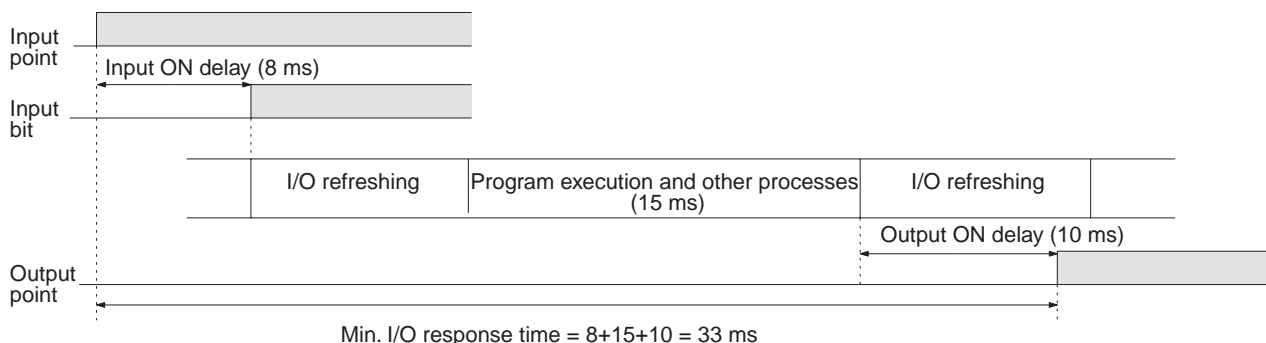 Input
point
Input ON delay (8 ms)
Input
bit
I/O refreshing
Program execution and other processes
(15 ms)
I/O refreshing
Output ON delay (10 ms)
Output
point
Min. I/O response time = 8+15+10 = 33 ms